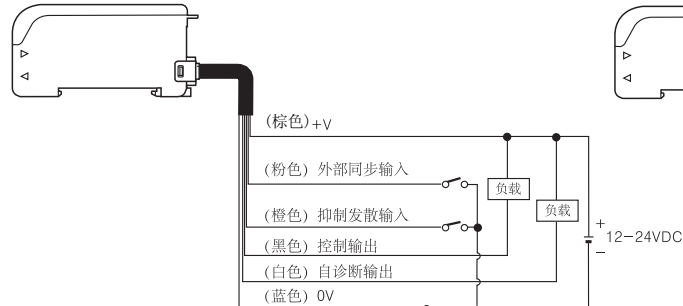 (棕色) +V
(粉色) 外部同步输入
负载
(橙色) 抑制发散输入
负载
(黑色) 控制输出
+
12-24VDC
−
(白色) 自诊断输出
(蓝色) 0V